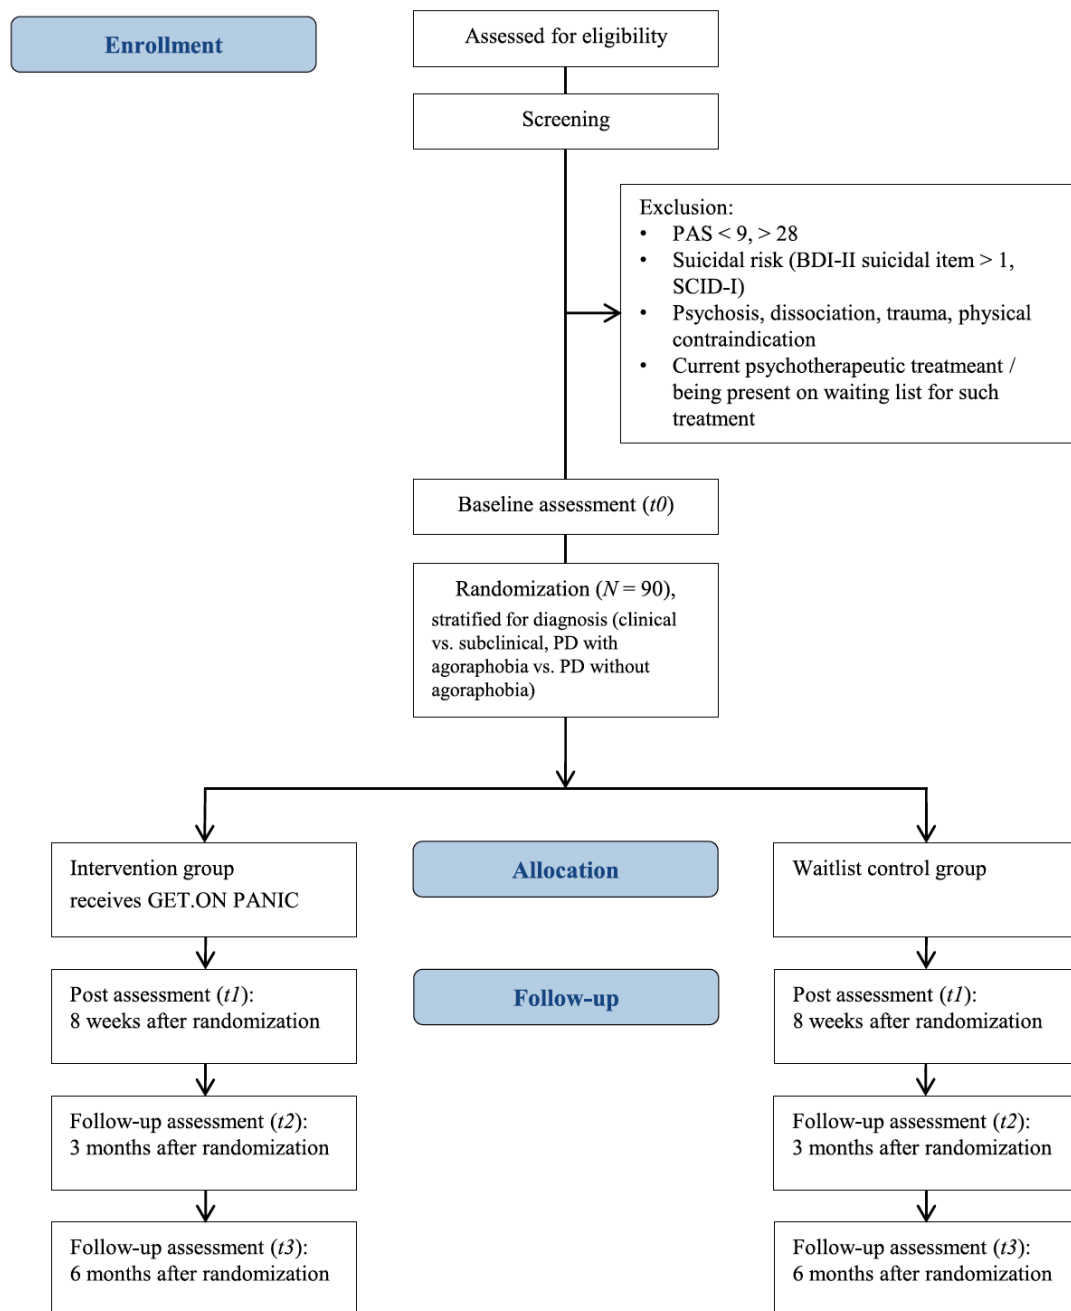 Enrollment
Assessed for eligibility
Screening
Exclusion:
• PAS < 9, > 28
• Suicidal risk (BDI-II suicidal item > 1,
SCID-I)
• Psychosis, dissociation, trauma, physical
contraindication
• Current psychotherapeutic treatmeant /
being present on waiting list for such
treatment
Baseline assessment (t0)
Randomization (N = 90),
stratified for diagnosis (clinical
vs. subclinical, PD with
agoraphobia vs. PD without
agoraphobia)
Intervention group
receives GET.ON PANIC
Allocation
Waitlist control group
Post assessment (t1):
8 weeks after randomization
Follow-up
Post assessment (t1):
8 weeks after randomization
Follow-up assessment (t2):
3 months after randomization
Follow-up assessment (t2):
3 months after randomization
Follow-up assessment (t3):
6 months after randomization
Follow-up assessment (t3):
6 months after randomization